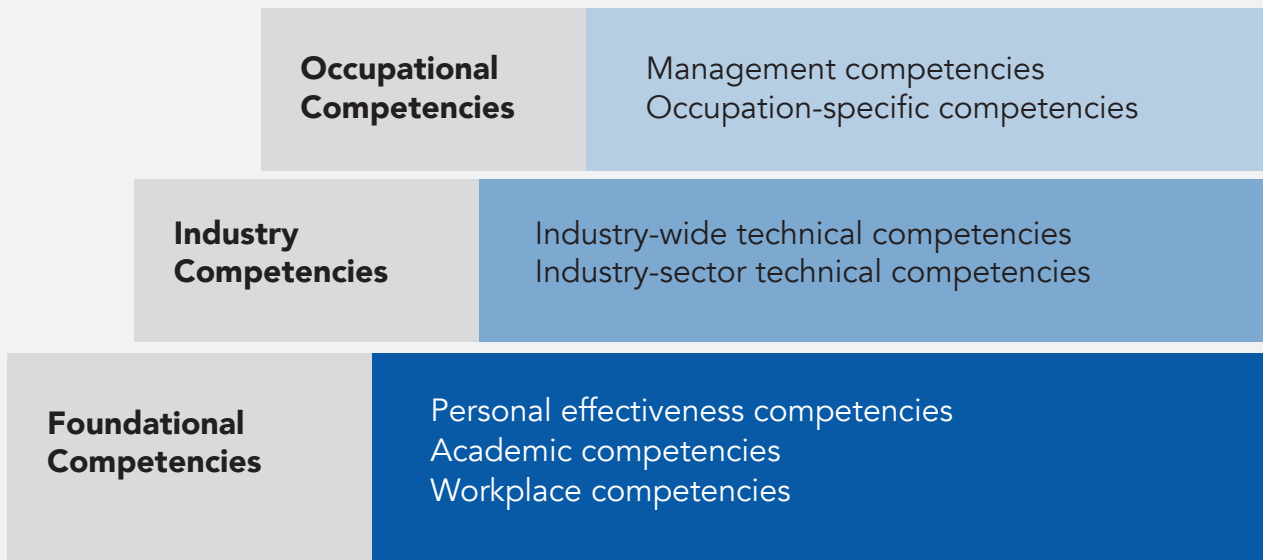 Occupational
Competencies
Management competencies
Occupation-specific competencies
Industry
Competencies
Industry-wide technical competencies
Industry-sector technical competencies
Foundational
Competencies
Personal effectiveness competencies
Academic competencies
Workplace competencies